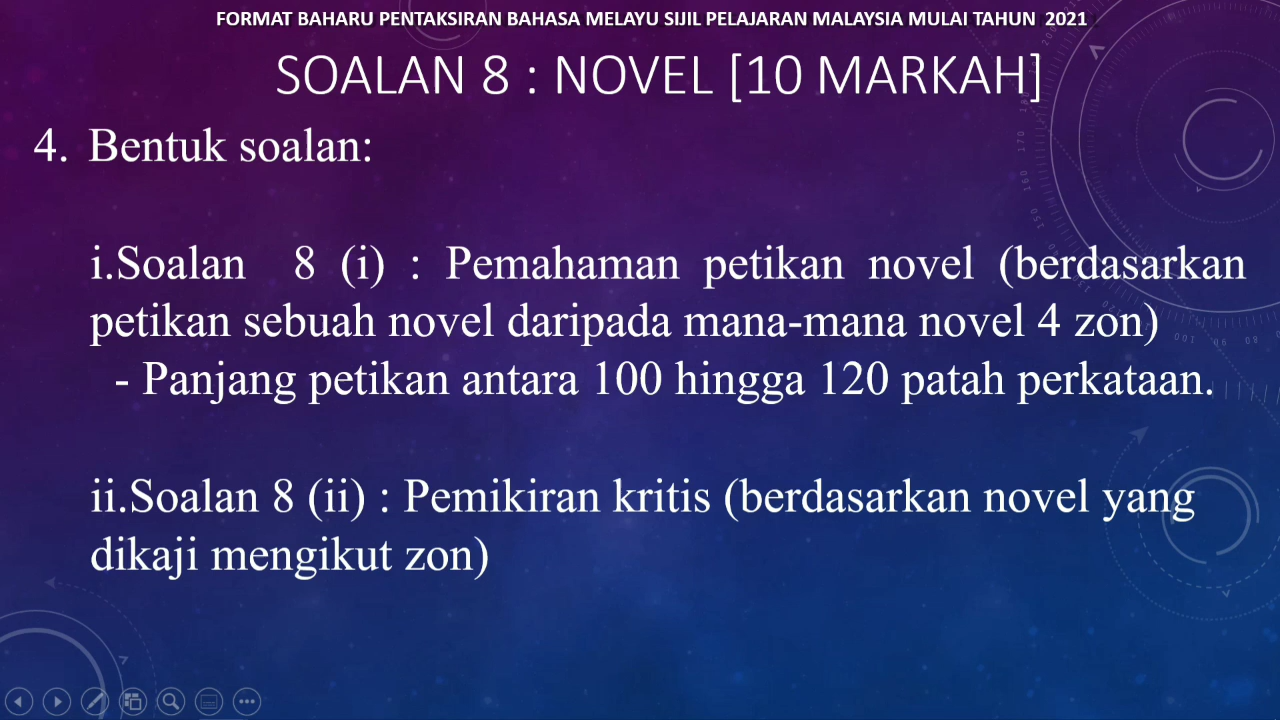 FORMAT BAHARU PENTAKSIRAN BAHASA MELAYU SIJIL PELAJARAN MALAYSIA MULAI TAHUN 2021
SOALAN 8 : NOVEL [10 MARKAH]
4. Bentuk soalan:
i.Soalan 8 (i) : Pemahaman petikan novel (berdasarkan
petikan sebuah novel daripada mana-mana novel 4 zon)
- Panjang petikan antara 100 hingga 120 patah perkataan.
ii.Soalan 8 (ii) : Pemikiran kritis (berdasarkan novel yang
dikaji mengikut zon)